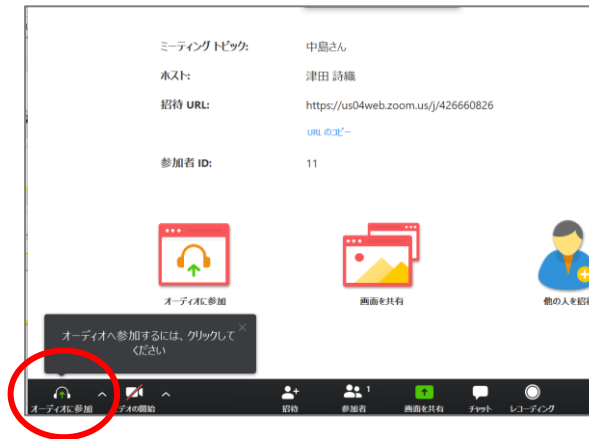 ミーティング トピック: 中島さん
ホスト: 津田 詩織
招待 URL: https://us04web.zoom.us/j/426660826
URL のコピー
参加者 ID: 11
オーディオに参加 画面を共有 他の人を招待
オーディオへ参加するには、クリックして
ください
オーディオに参加 デオの開始 招待 参加者 1 画面を共有 チャット レコーディング